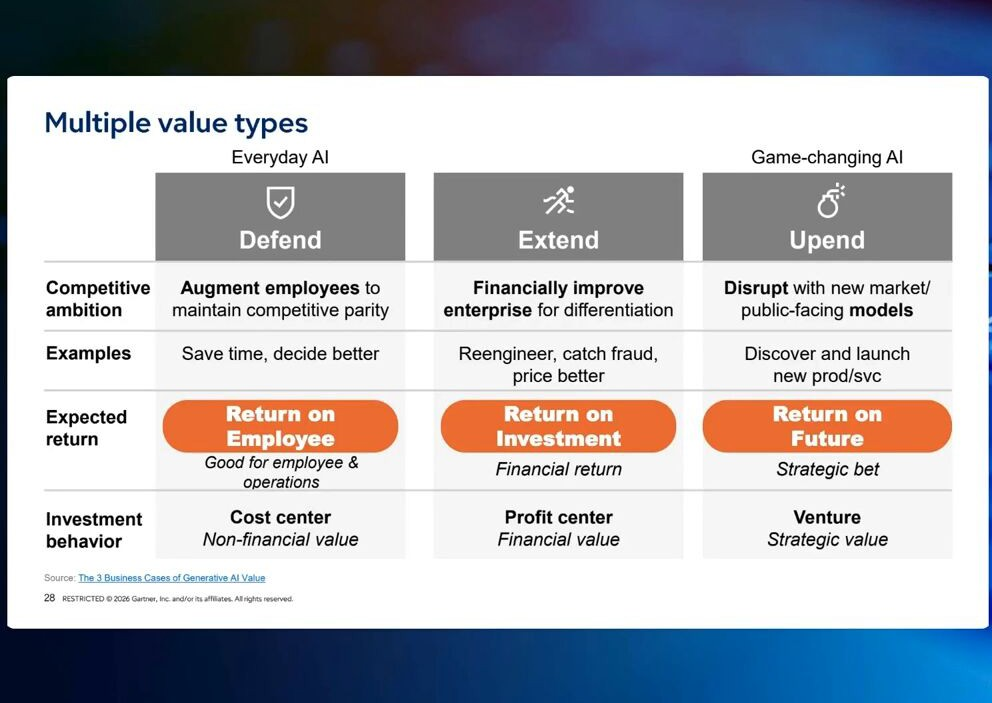 Multiple value types
Everyday AI
Game-changing AI
Defend
Extend
Upend
Competitive
ambition
Augment employees to
maintain competitive parity
Financially improve
enterprise for differentiation
Disrupt with new market/
public-facing models
Examples
Save time, decide better
Reengineer, catch fraud,
price better
Discover and launch
new prod/svc
Expected
return
Return on
Employee
Good for employee &
operations
Return on
Investment
Financial return
Return on
Future
Strategic bet
Investment
behavior
Cost center
Non-financial value
Profit center
Financial value
Venture
Strategic value
Source: The 3 Business Cases of Generative AI Value
28 RESTRICTED © 2026 Gartner, Inc. and/or its affiliates. All rights reserved.